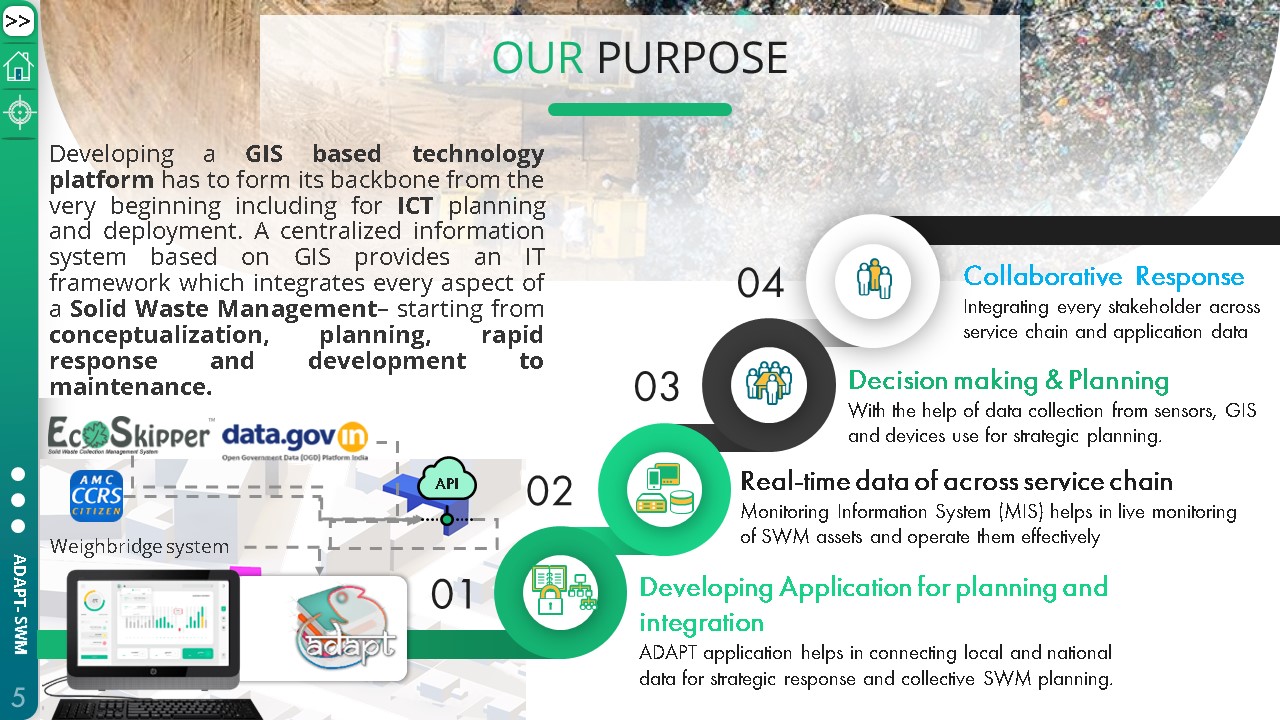 >>
OUR PURPOSE
Developing a GIS based technology
platform has to form its backbone from the
very beginning including for ICT planning
and deployment. A centralized information
system based on GIS provides an IT
framework which integrates every aspect of
a Solid Waste Management– starting from
conceptualization, planning, rapid
response and development to
maintenance.
EcoSkipper™
Solid Waste Collection Management System
data.gov in
Open Government Data (OGD) Platform India
AMC
CCRS
CITIZEN
API
Weighbridge system
adapt
04
Collaborative Response
Integrating every stakeholder across
service chain and application data
03
Decision making & Planning
With the help of data collection from sensors, GIS
and devices use for strategic planning.
02
Real-time data of across service chain
Monitoring Information System (MIS) helps in live monitoring
of SWM assets and operate them effectively
01
Developing Application for planning and
integration
ADAPT application helps in connecting local and national
data for strategic response and collective SWM planning.
ADAPT- SWM
5